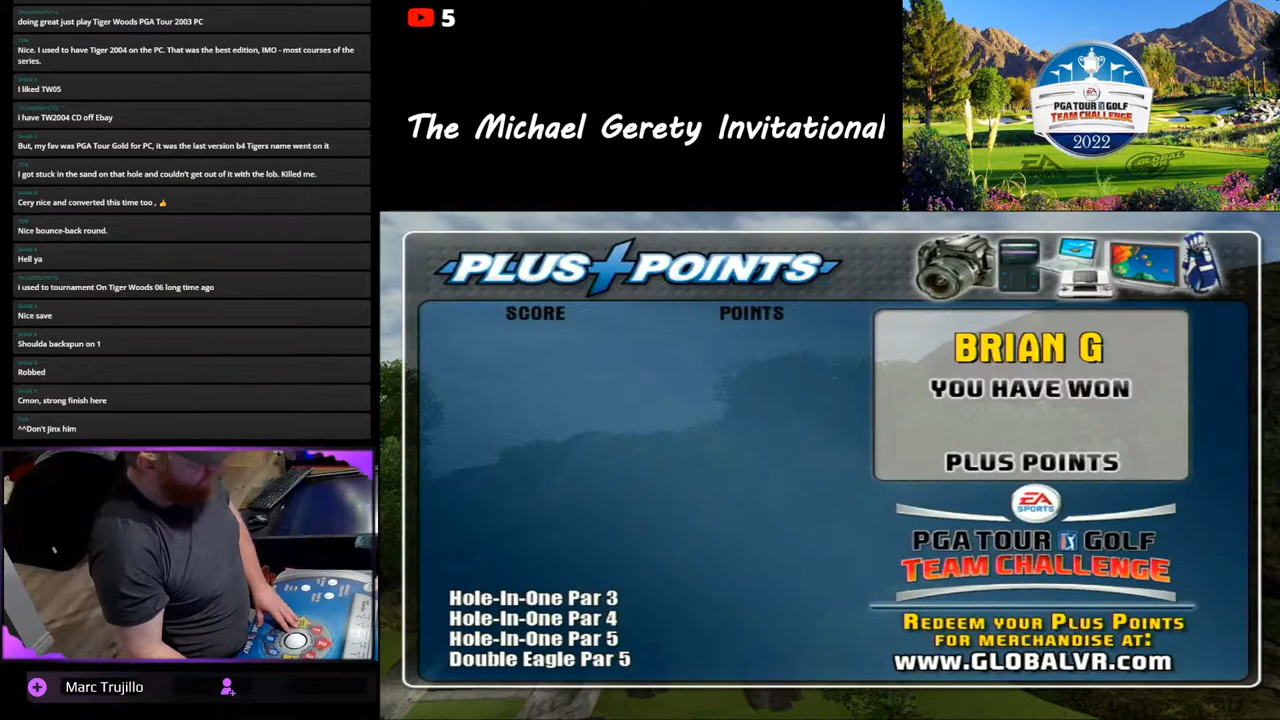 doing great just play Tiger Woods PGA Tour 2003 PC
Nice. I used to have Tiger 2004 on the PC. That was the best edition, IMO - most courses of the
series.
I liked TW05
I have TW2004 CD off Ebay
But, my fav was PGA Tour Gold for PC, it was the last version b4 Tigers name went on it
I got stuck in the sand on that hole and couldn't get out of it with the lob. Killed me.
Cery nice and converted this time too , 👍
Nice bounce-back round.
Hell ya
I used to tournament On Tiger Woods 06 long time ago
Nice save
Shoulda backspun on 1
Robbed
Cmon, strong finish here
^^Don't jinx him
Marc Trujillo
5
The Michael Gerety Invitational
EA
PGA TOUR GOLF
TEAM CHALLENGE
2022
EA SPORTS
GLOBAL VR
PLUS+POINTS
SCORE POINTS
BRIAN G
YOU HAVE WON
PLUS POINTS
EA
SPORTS
PGA TOUR GOLF
TEAM CHALLENGE
Hole-In-One Par 3
Hole-In-One Par 4
Hole-In-One Par 5
Double Eagle Par 5
REDEEM YOUR PLUS POINTS
FOR MERCHANDISE AT:
www.GLOBALVR.com